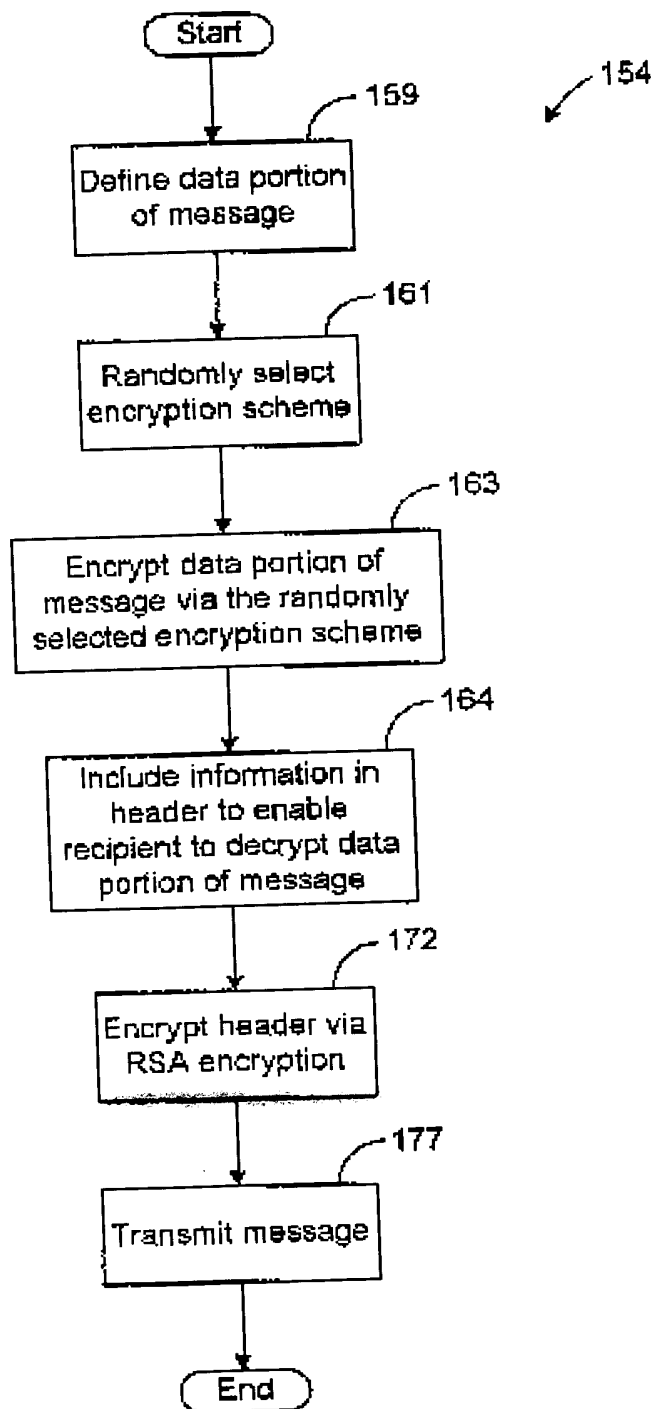 Start
154
159
Define data portion
of message
161
Randomly select
encryption scheme
163
Encrypt data portion of
message via the randomly
selected encryption scheme
164
Include information in
header to enable
recipient to decrypt data
portion of message
172
Encrypt header via
RSA encryption
177
Transmit message
End